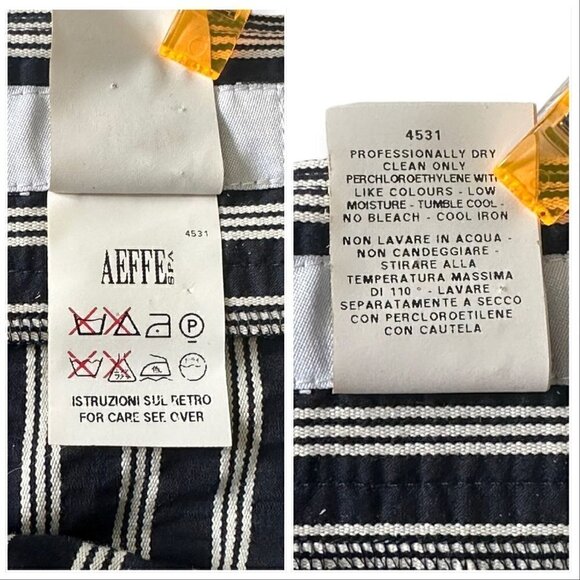 4531
AEFFE SPA
P
ISTRUZIONI SUL RETRO
FOR CARE SEE OVER
4531
PROFESSIONALLY DRY
CLEAN ONLY
PERCHLOROETHYLENE WITH
LIKE COLOURS - LOW
MOISTURE - TUMBLE COOL -
NO BLEACH - COOL IRON
NON LAVARE IN ACQUA -
NON CANDEGGIARE -
STIRARE ALLA
TEMPERATURA MASSIMA
DI 110° - LAVARE
SEPARATAMENTE A SECCO
CON PERCLOROETILENE
CON CAUTELA